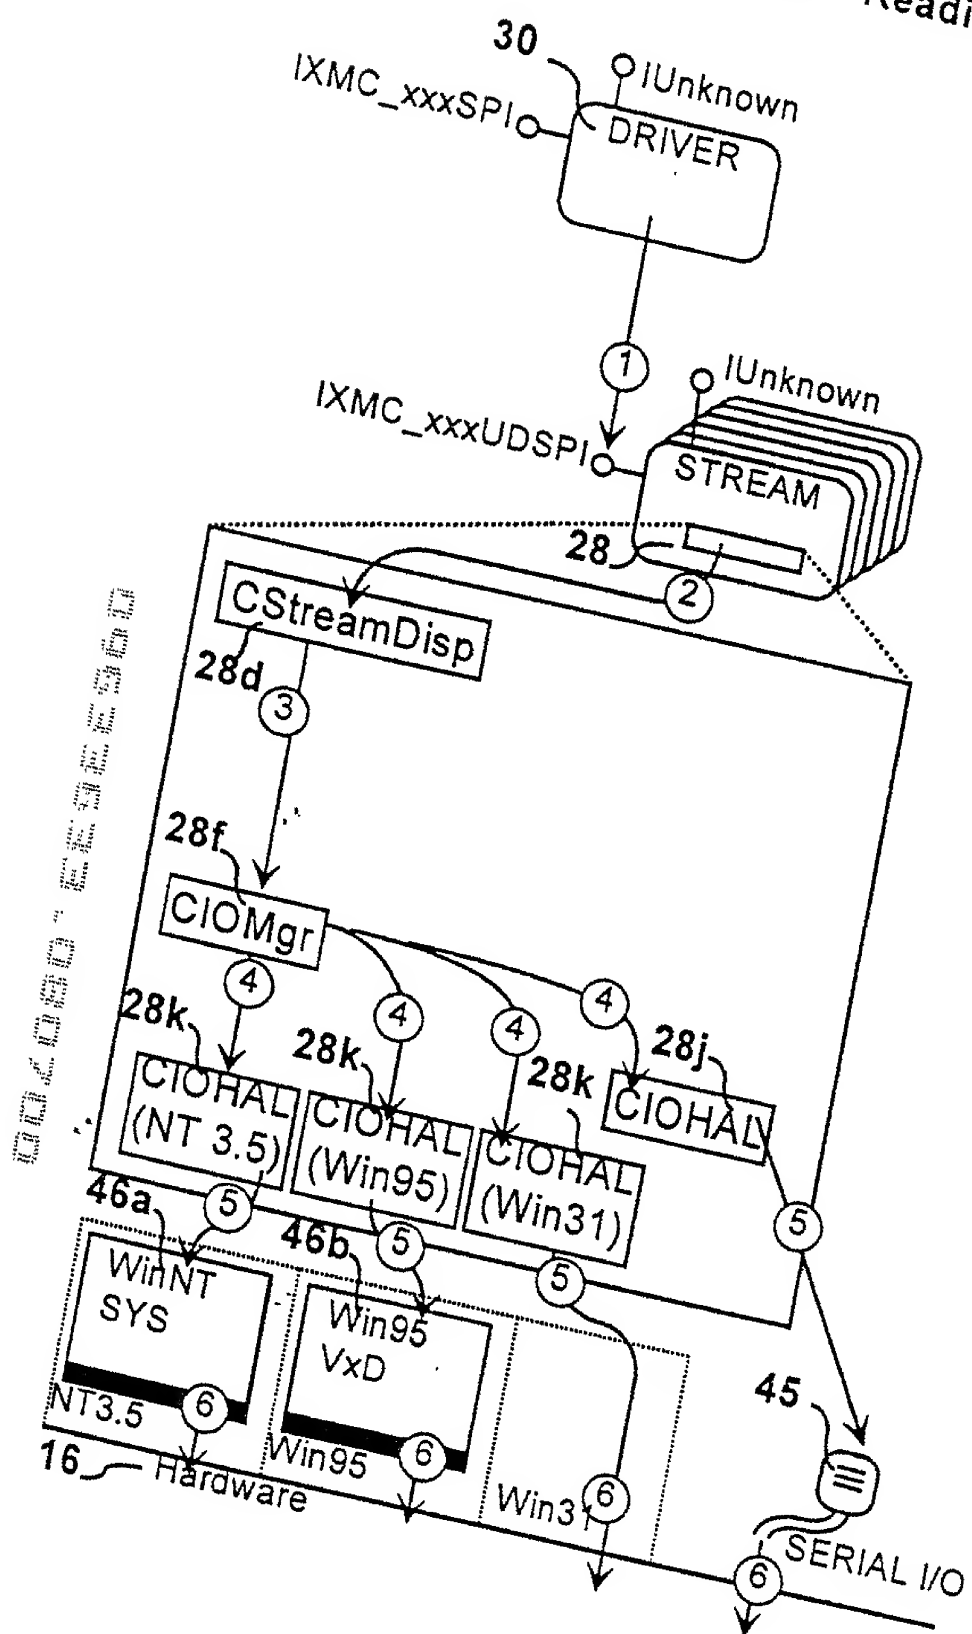 Readi
30
IUnknown
IXMC_xxxSPI
DRIVER
1
IUnknown
IXMC_xxxUDSPI
STREAM
28
2
CStreamDisp
28d
3
28f
CIOMgr
4
4
4
4
28k
28k
28k
28j
CIOHAL
(NT 3.5)
CIOHAL
(Win95)
CIOHAL
(Win31)
CIOHAL
5
5
5
5
46a
46b
WinNT
SYS
Win95
VxD
45
NT3.5
6
Win95
6
Win31
6
16
Hardware
SERIAL I/O
6